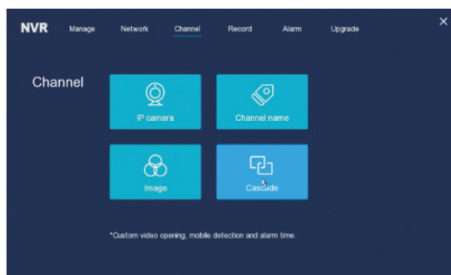 NVR Manage Network Channel Record Alarm Upgrade
Channel
IP camera Channel name
Image Cascade
*Custom video opening, mobile detection and alarm time.